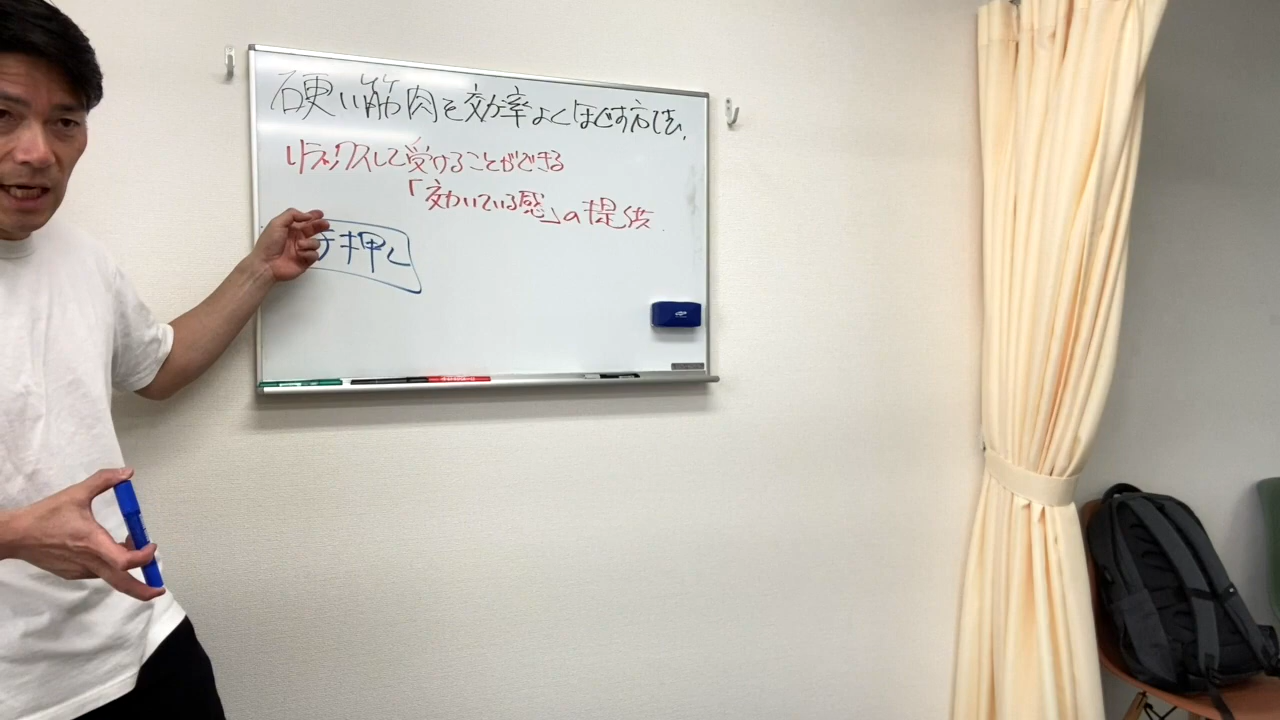 硬い筋肉を効率よくほぐす方法.
リラックスして受けることができる
「効いている感」の提供.
手押し